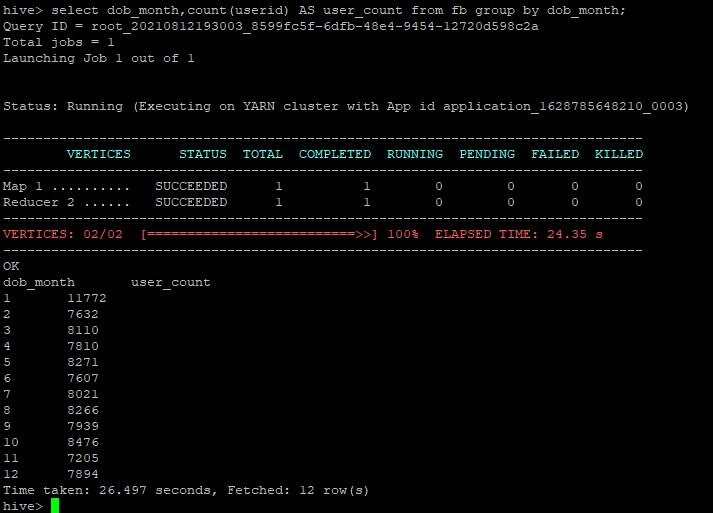 hive> select dob_month,count(userid) AS user_count from fb group by dob_month;
Query ID = root_20210812193003_8599fc5f-6dfb-48e4-9454-12720d598c2a
Total jobs = 1
Launching Job 1 out of 1
Status: Running (Executing on YARN cluster with App id application_1628785648210_0003)
--------------------------------------------------------------------------------
VERTICES STATUS TOTAL COMPLETED RUNNING PENDING FAILED KILLED
--------------------------------------------------------------------------------
Map 1 .......... SUCCEEDED 1 1 0 0 0 0
Reducer 2 ...... SUCCEEDED 1 1 0 0 0 0
--------------------------------------------------------------------------------
VERTICES: 02/02 [==========================>>] 100% ELAPSED TIME: 24.35 s
--------------------------------------------------------------------------------
OK
dob_month user_count
1 11772
2 7632
3 8110
4 7810
5 8271
6 7607
7 8021
8 8266
9 7939
10 8476
11 7205
12 7894
Time taken: 26.497 seconds, Fetched: 12 row(s)
hive>